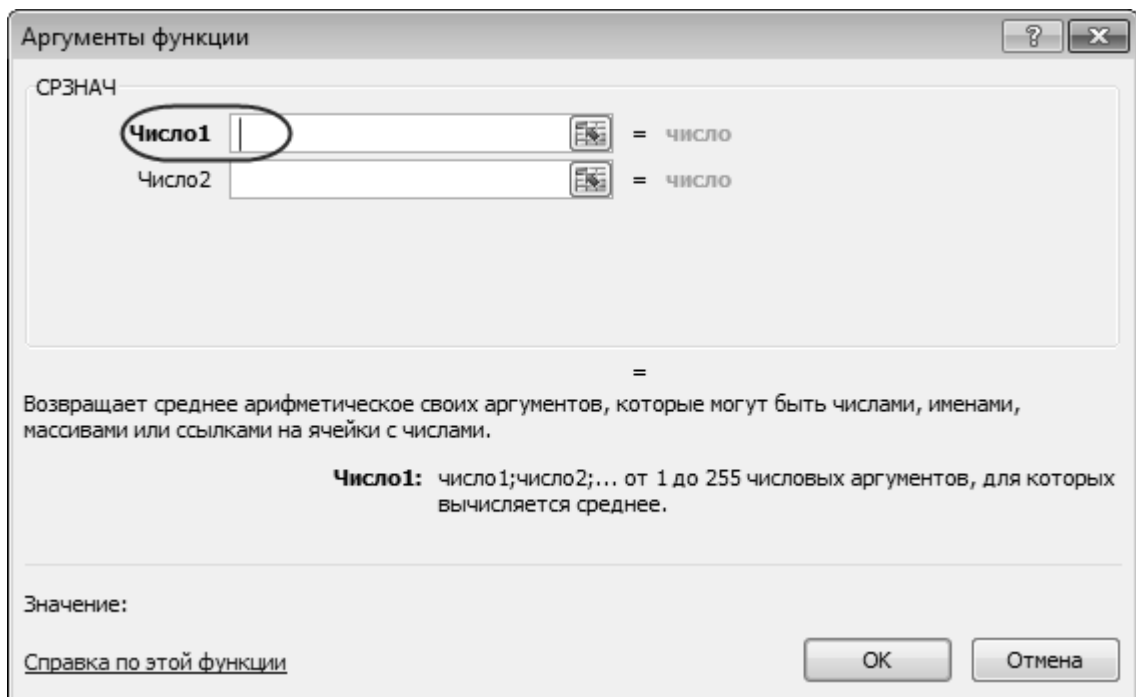 Аргументы функции
СРЗНАЧ
Число1 = число
Число2 = число
=
Возвращает среднее арифметическое своих аргументов, которые могут быть числами, именами,
массивами или ссылками на ячейки с числами.
Число1: число1;число2;... от 1 до 255 числовых аргументов, для которых
вычисляется среднее.
Значение:
Справка по этой функции
ОК
Отмена